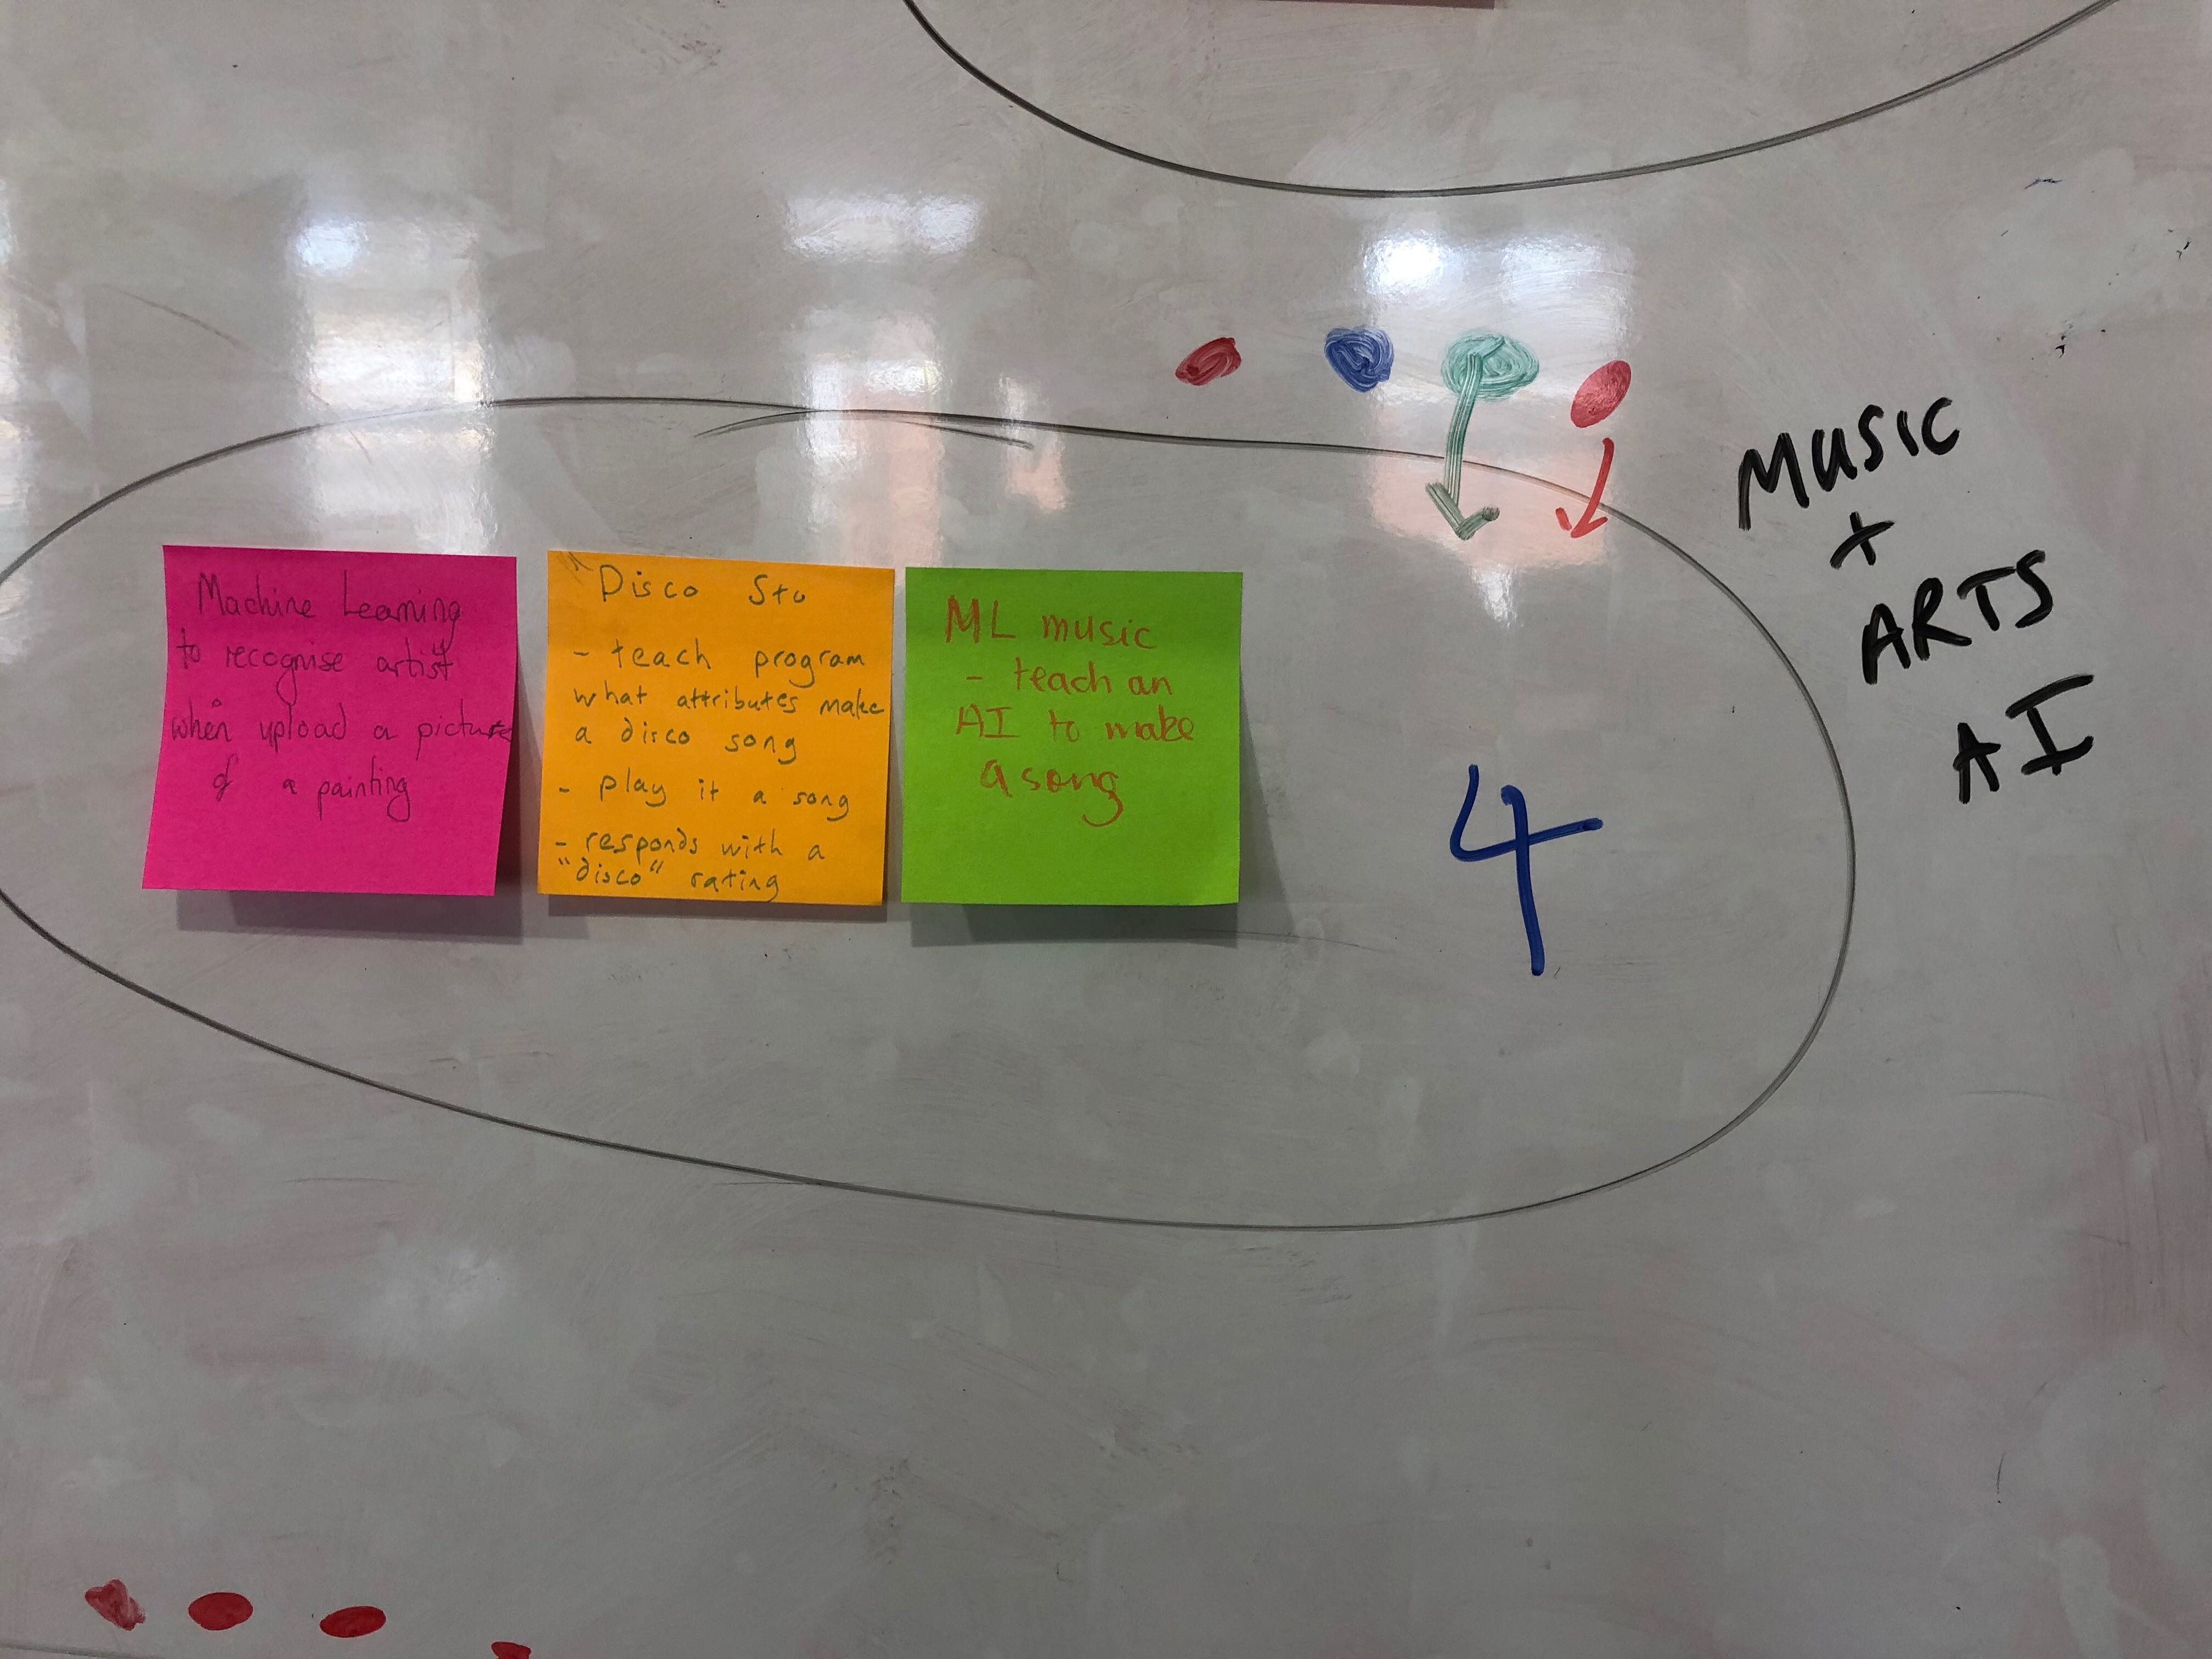 Machine Learning
to recognise artist
when upload a picture
of a painting
Disco Stu
- teach program
what attributes make
a disco song
- play it a song
- responds with a
"disco" rating
ML music
- teach an
AI to make
a song
4
MUSIC
+
ARTS
AI